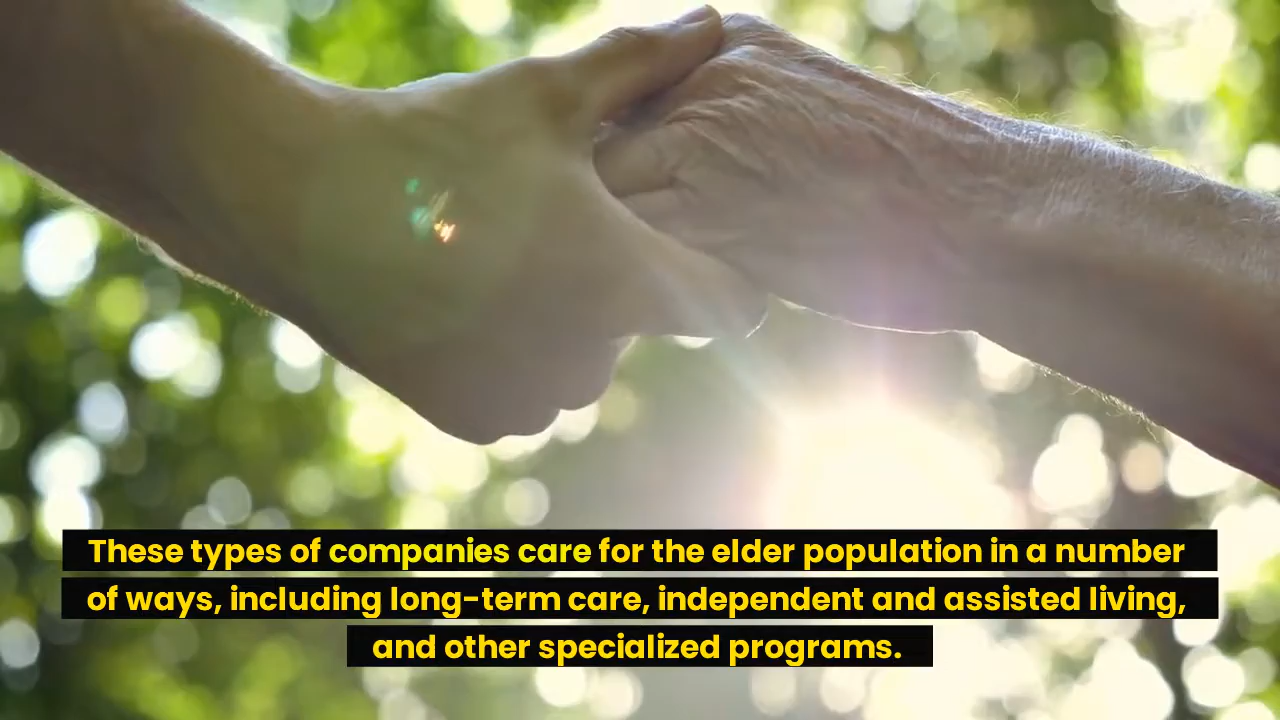 These types of companies care for the elder population in a number
of ways, including long-term care, independent and assisted living,
and other specialized programs.